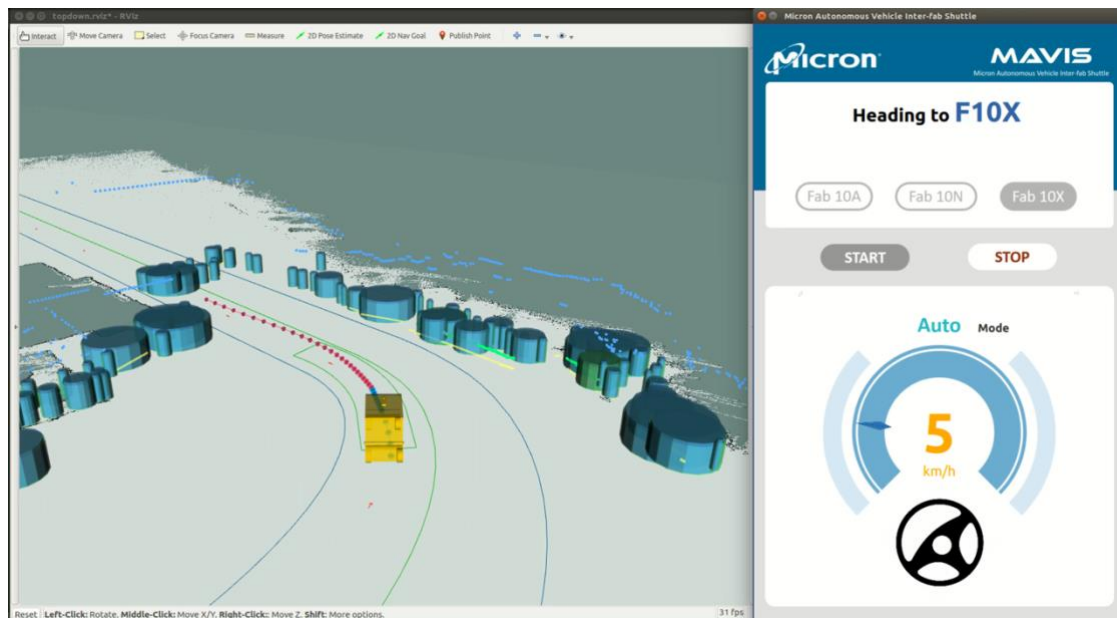 topdown.rviz* - RViz
Interact Move Camera Select Focus Camera Measure 2D Pose Estimate 2D Nav Goal Publish Point
Reset Left-Click: Rotate. Middle-Click: Move X/Y. Right-Click:: Move Z. Shift: More options.
31 fps
Micron Autonomous Vehicle Inter-fab Shuttle
Micron
MAVIS
Micron Autonomous Vehicle Inter-fab Shuttle
Heading to F10X
Fab 10A Fab 10N Fab 10X
START STOP
Auto Mode
5
km/h